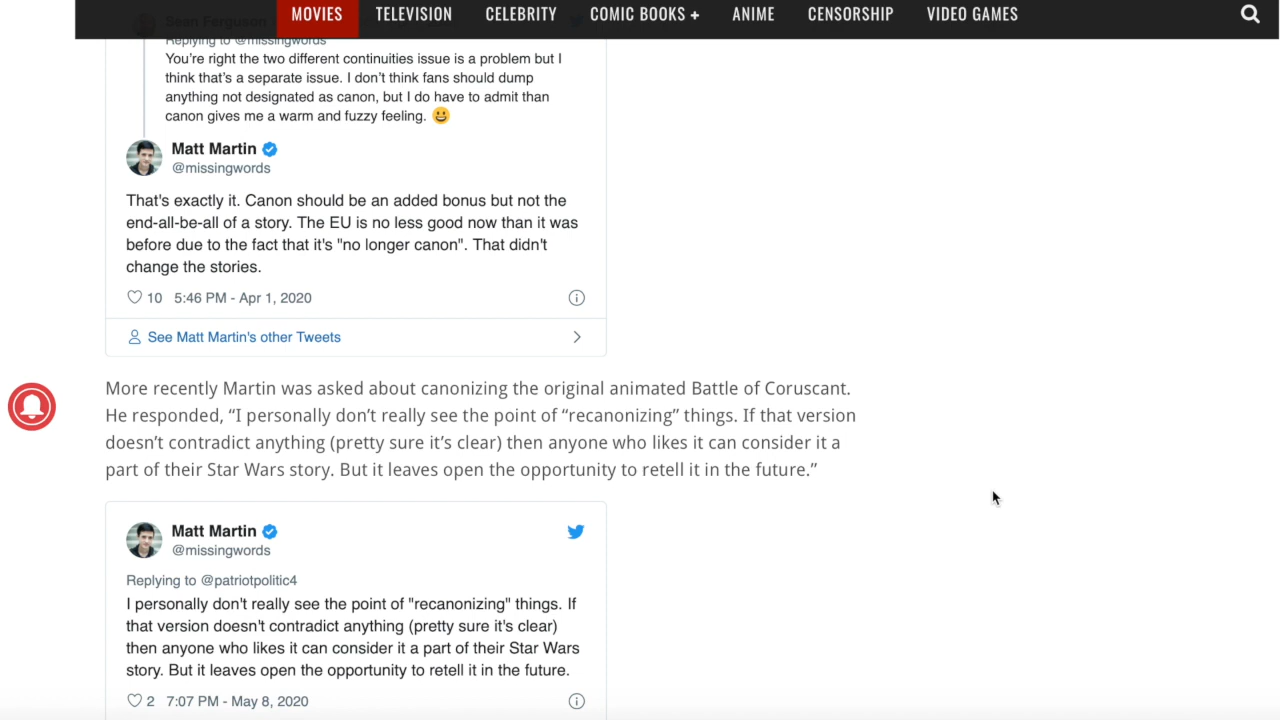 MOVIES TELEVISION CELEBRITY COMIC BOOKS + ANIME CENSORSHIP VIDEO GAMES
Sean Ferguson
Replying to @missingwords
You're right the two different continuities issue is a problem but I
think that's a separate issue. I don't think fans should dump
anything not designated as canon, but I do have to admit than
canon gives me a warm and fuzzy feeling. 😀
Matt Martin
@missingwords
That's exactly it. Canon should be an added bonus but not the
end-all-be-all of a story. The EU is no less good now than it was
before due to the fact that it's "no longer canon". That didn't
change the stories.
10 5:46 PM - Apr 1, 2020
See Matt Martin's other Tweets
More recently Martin was asked about canonizing the original animated Battle of Coruscant.
He responded, “I personally don’t really see the point of “recanonizing” things. If that version
doesn’t contradict anything (pretty sure it’s clear) then anyone who likes it can consider it a
part of their Star Wars story. But it leaves open the opportunity to retell it in the future.”
Matt Martin
@missingwords
Replying to @patriotpolitic4
I personally don't really see the point of "recanonizing" things. If
that version doesn't contradict anything (pretty sure it's clear)
then anyone who likes it can consider it a part of their Star Wars
story. But it leaves open the opportunity to retell it in the future.
2 7:07 PM - May 8, 2020